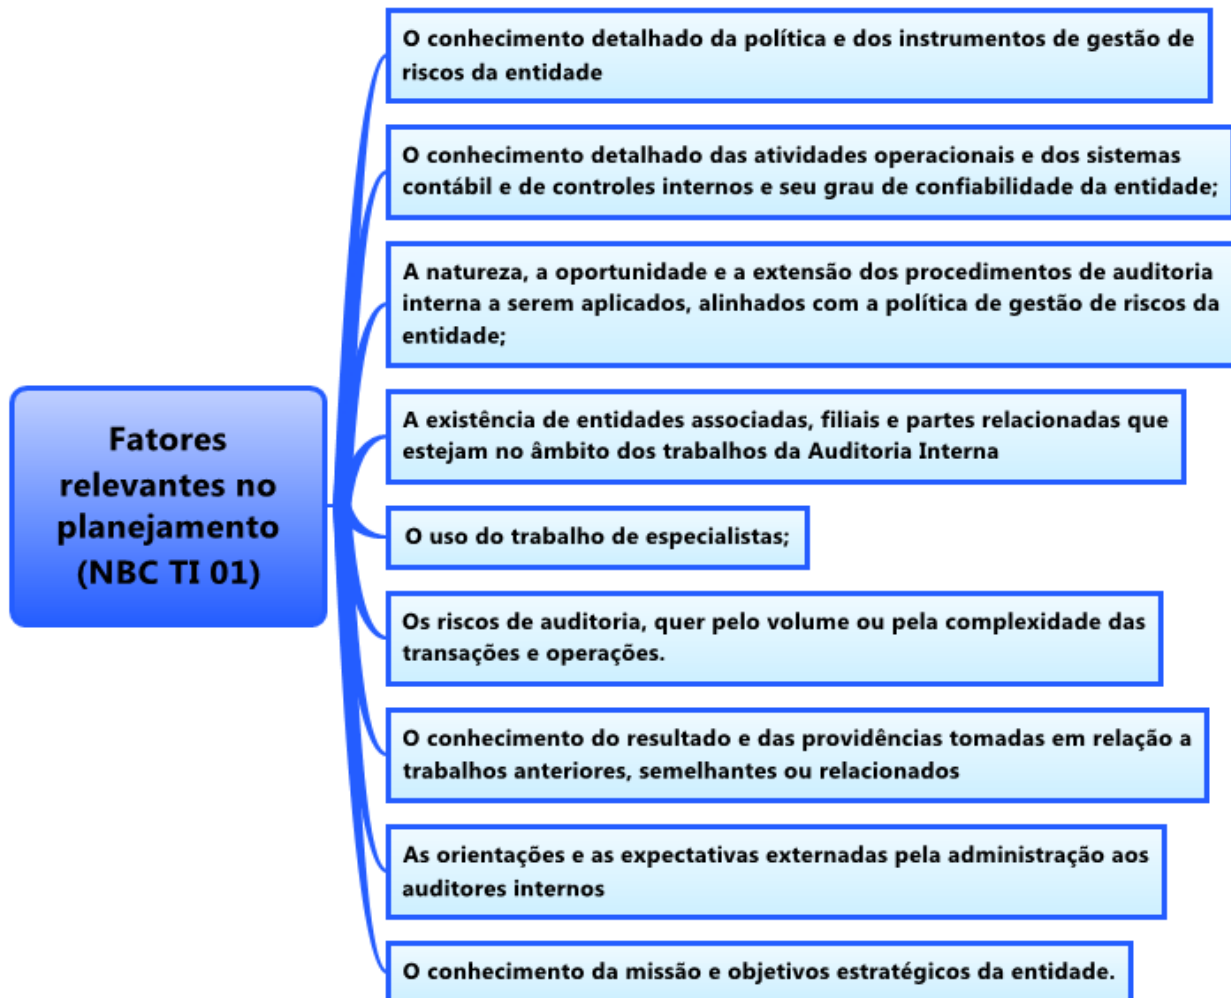 O conhecimento detalhado da política e dos instrumentos de gestão de
riscos da entidade
O conhecimento detalhado das atividades operacionais e dos sistemas
contábil e de controles internos e seu grau de confiabilidade da entidade;
A natureza, a oportunidade e a extensão dos procedimentos de auditoria
interna a serem aplicados, alinhados com a política de gestão de riscos da
entidade;
A existência de entidades associadas, filiais e partes relacionadas que
estejam no âmbito dos trabalhos da Auditoria Interna
Fatores
relevantes no
planejamento
(NBC TI 01)
O uso do trabalho de especialistas;
Os riscos de auditoria, quer pelo volume ou pela complexidade das
transações e operações.
O conhecimento do resultado e das providências tomadas em relação a
trabalhos anteriores, semelhantes ou relacionados
As orientações e as expectativas externadas pela administração aos
auditores internos
O conhecimento da missão e objetivos estratégicos da entidade.